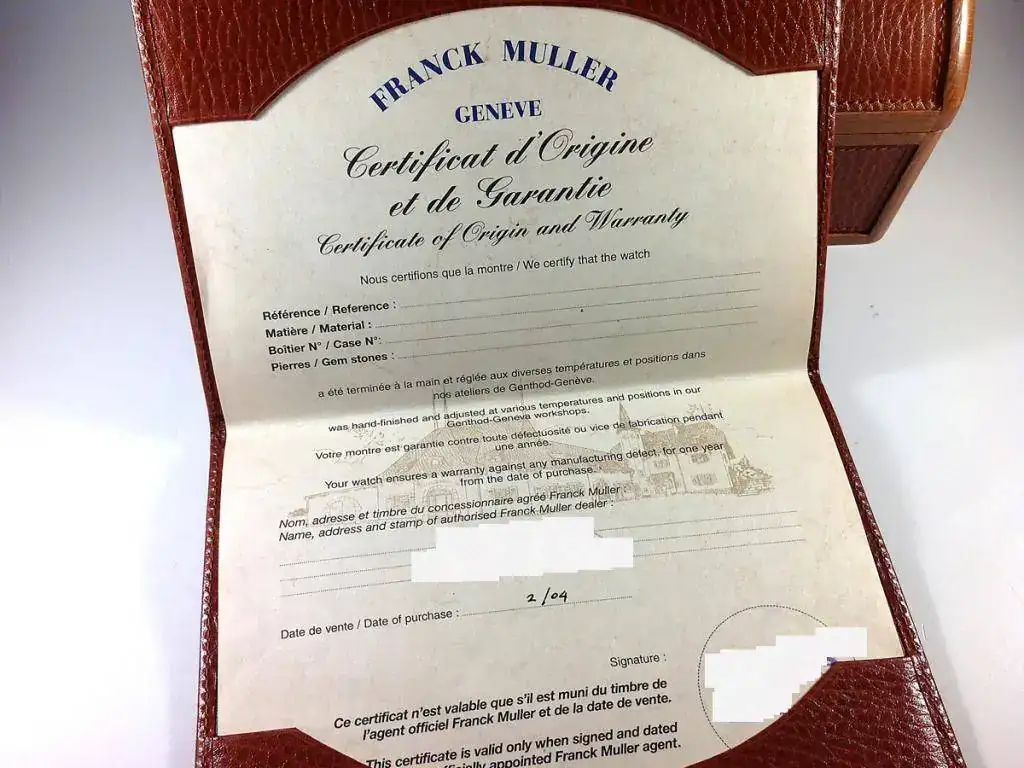 FRANCK MULLER
GENEVE
Certificat d'Origine
et de Garantie
Certificate of Origin and Warranty
Nous certifions que la montre / We certify that the watch
Référence / Reference :
Matière / Material :
Boîtier N° / Case N°:
Pierres / Gem stones :
a été terminée à la main et réglée aux diverses températures et positions dans
nos ateliers de Genthod-Genève.
was hand-finished and adjusted at various temperatures and positions in our
Genthod-Geneva workshops.
Votre montre est garantie contre toute défectuosité ou vice de fabrication pendant
une année.
Your watch ensures a warranty against any manufacturing defect, for one year
from the date of purchase.
Nom, adresse et timbre du concessionnaire agréé Franck Muller :
Name, address and stamp of authorised Franck Muller dealer :
2/04
Date de vente / Date of purchase :
Signature :
Ce certificat n'est valable que s'il est muni du timbre de
l'agent officiel Franck Muller et de la date de vente.
This certificate is valid only when signed and dated
officially appointed Franck Muller agent.